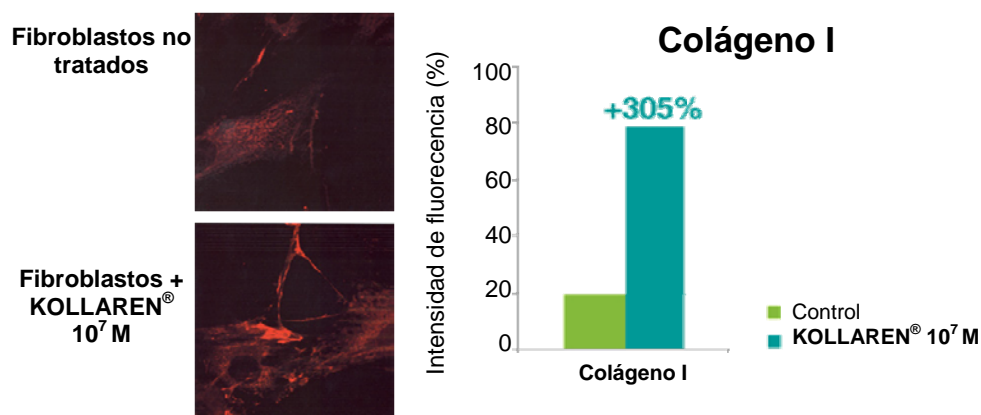 Fibroblastos no
tratados
Fibroblastos +
KOLLAREN®
10⁷ M
Colágeno I
Intensidad de fluorecencia (%)
100
80
60
40
20
0
+305%
Colágeno I
Control
KOLLAREN® 10⁷ M